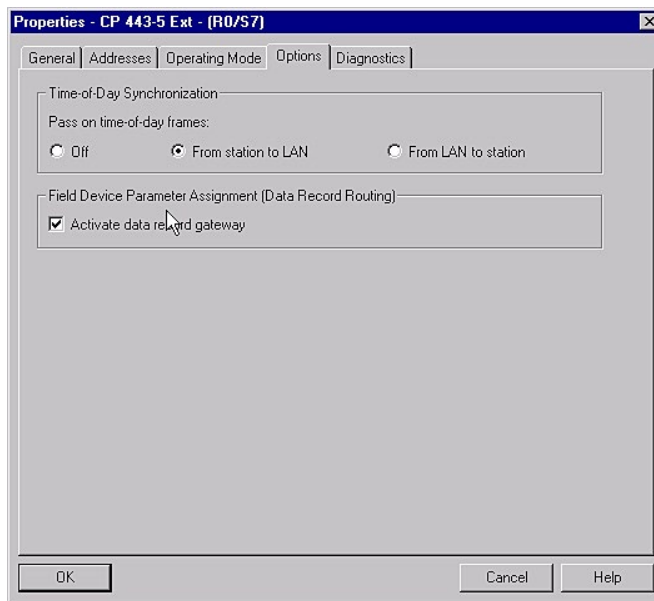 Properties - CP 443-5 Ext - (R0/S7)
General Addresses Operating Mode Options Diagnostics
Time-of-Day Synchronization
Pass on time-of-day frames:
Off From station to LAN From LAN to station
Field Device Parameter Assignment (Data Record Routing)
Activate data record gateway
OK Cancel Help